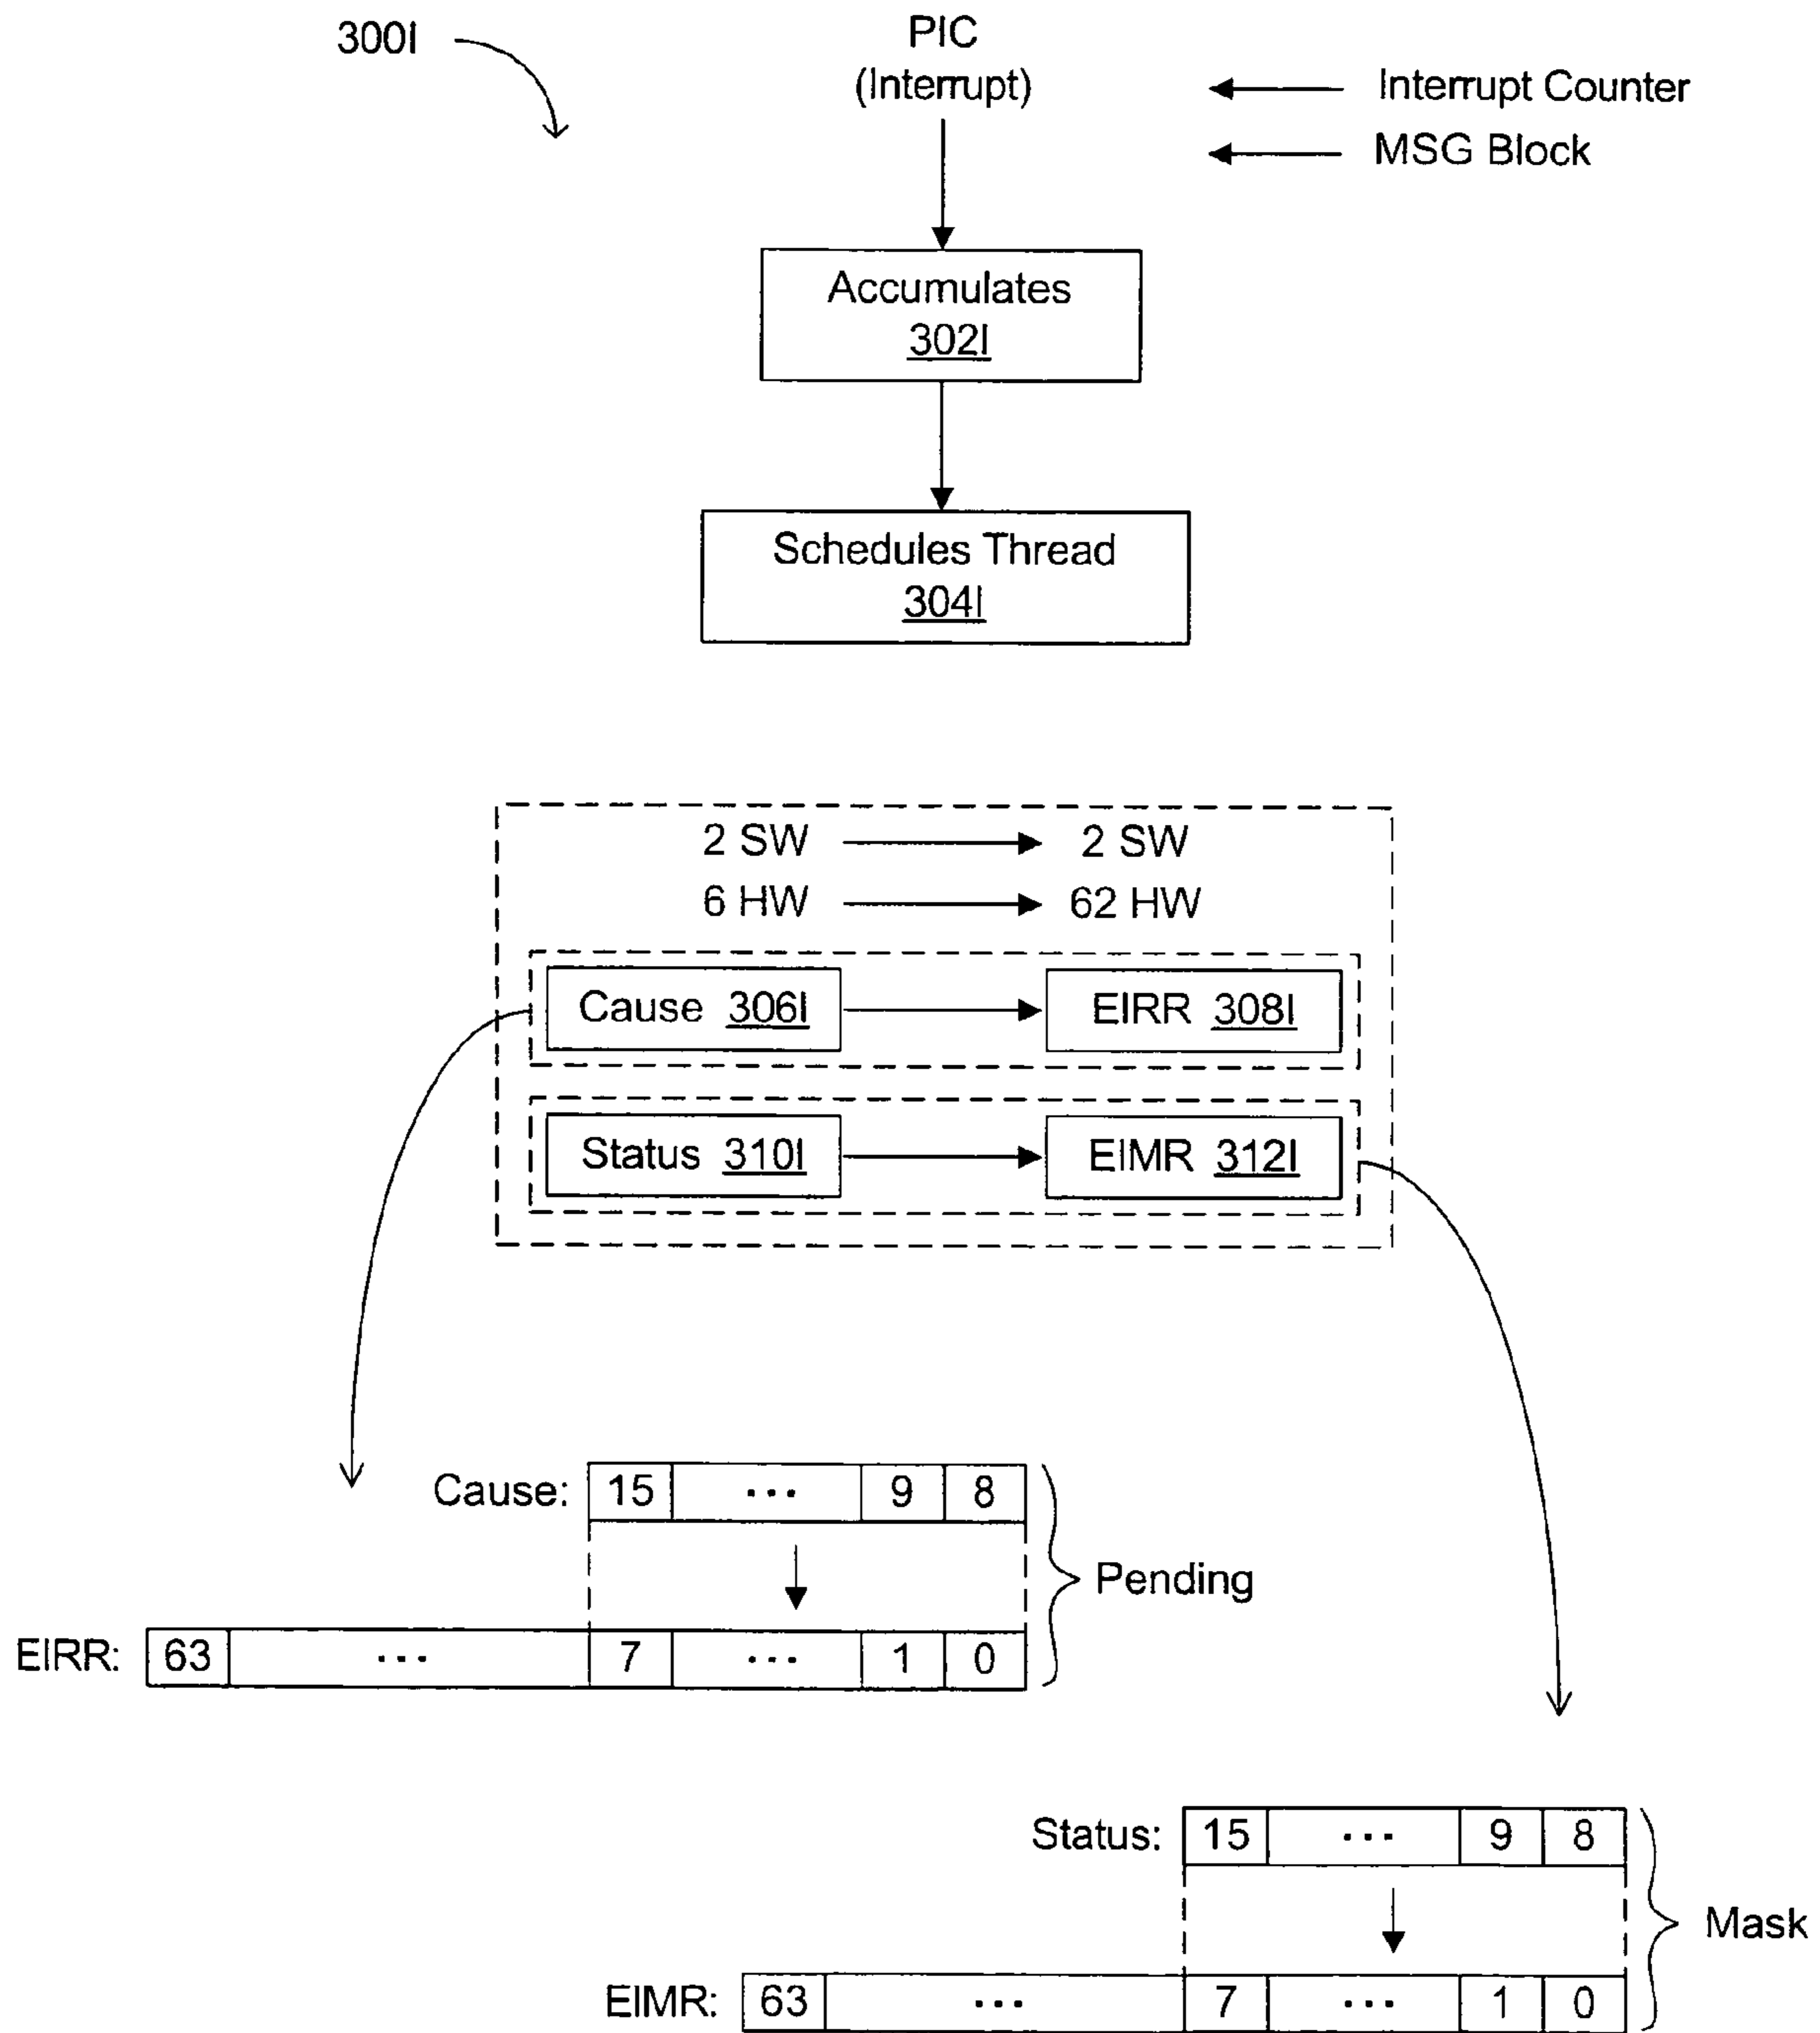 300I
PIC
(Interrupt)
Interrupt Counter
MSG Block
Accumulates
302I
Schedules Thread
304I
2 SW 2 SW
6 HW 62 HW
Cause 306I EIRR 308I
Status 310I EIMR 312I
Cause: 15 ... 9 8
Pending
EIRR: 63 ... 7 ... 1 0
Status: 15 ... 9 8
Mask
EIMR: 63 ... 7 ... 1 0